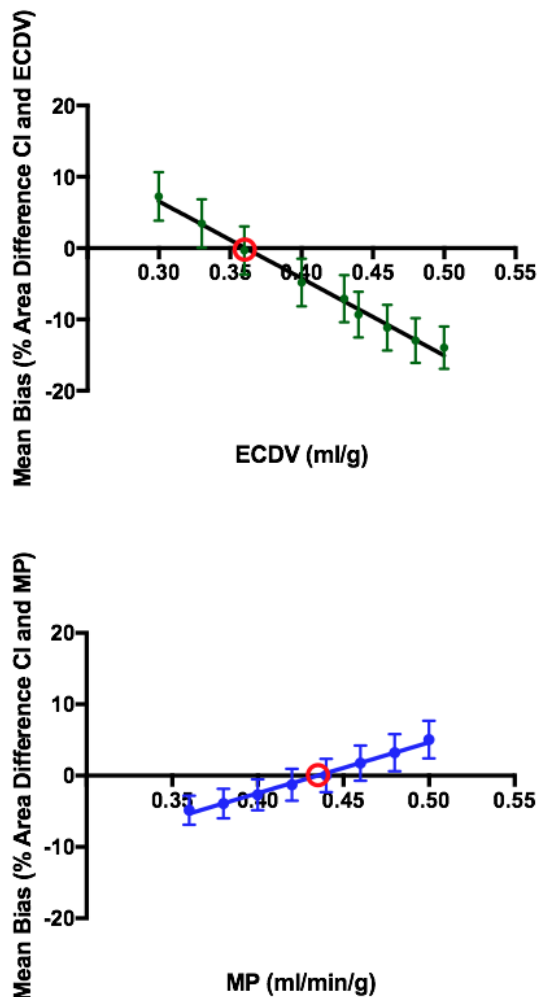 Mean Bias (% Area Difference CI and ECDV)
20
10
0
-10
-20
0.30 0.35 0.40 0.45 0.50 0.55
ECDV (ml/g)
Mean Bias (% Area Difference CI and MP)
20
10
0
-10
-20
0.35 0.40 0.45 0.50 0.55
MP (ml/min/g)